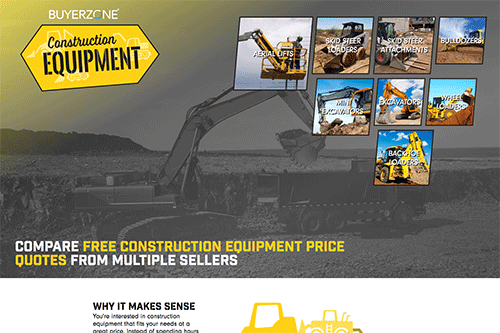 BUYERZONE
Construction
EQUIPMENT
AERIAL LIFTS
SKID STEER
LOADERS
SKID STEER
ATTACHMENTS
BULLDOZERS
MINI
EXCAVATORS
EXCAVATORS
WHEEL
LOADERS
BACKHOE
LOADERS
COMPARE FREE CONSTRUCTION EQUIPMENT PRICE
QUOTES FROM MULTIPLE SELLERS
WHY IT MAKES SENSE
You're interested in construction
equipment that fits your needs at a
great price. Instead of spending hours